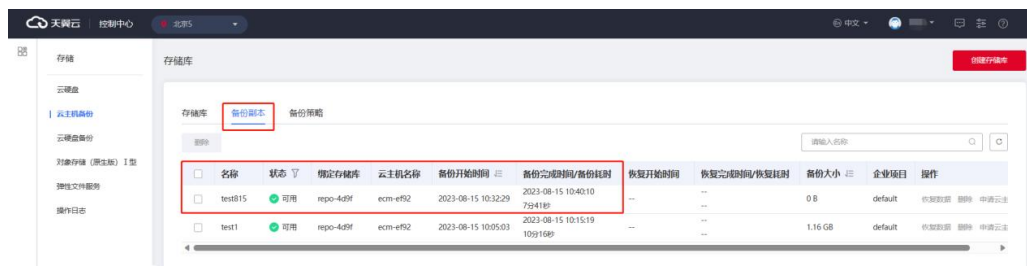 天翼云 控制中心 北京5 中文
存储
云硬盘
云主机备份
云硬盘备份
对象存储（原生版）I型
弹性文件服务
操作日志
存储库 创建存储库
存储库 备份副本 备份策略
删除 请输入名称
名称 状态 绑定存储库 云主机名称 备份开始时间 备份完成时间/备份耗时 恢复开始时间 恢复完成时间/恢复耗时 备份大小 企业项目 操作
test815 可用 repo-4d9f ecm-ef92 2023-08-15 10:32:29 2023-08-15 10:40:10 -- -- 0 B default 恢复数据 删除 申请云主
7分41秒 --
test1 可用 repo-4d9f ecm-ef92 2023-08-15 10:05:03 2023-08-15 10:15:19 -- -- 1.16 GB default 恢复数据 删除 申请云主
10分16秒 --